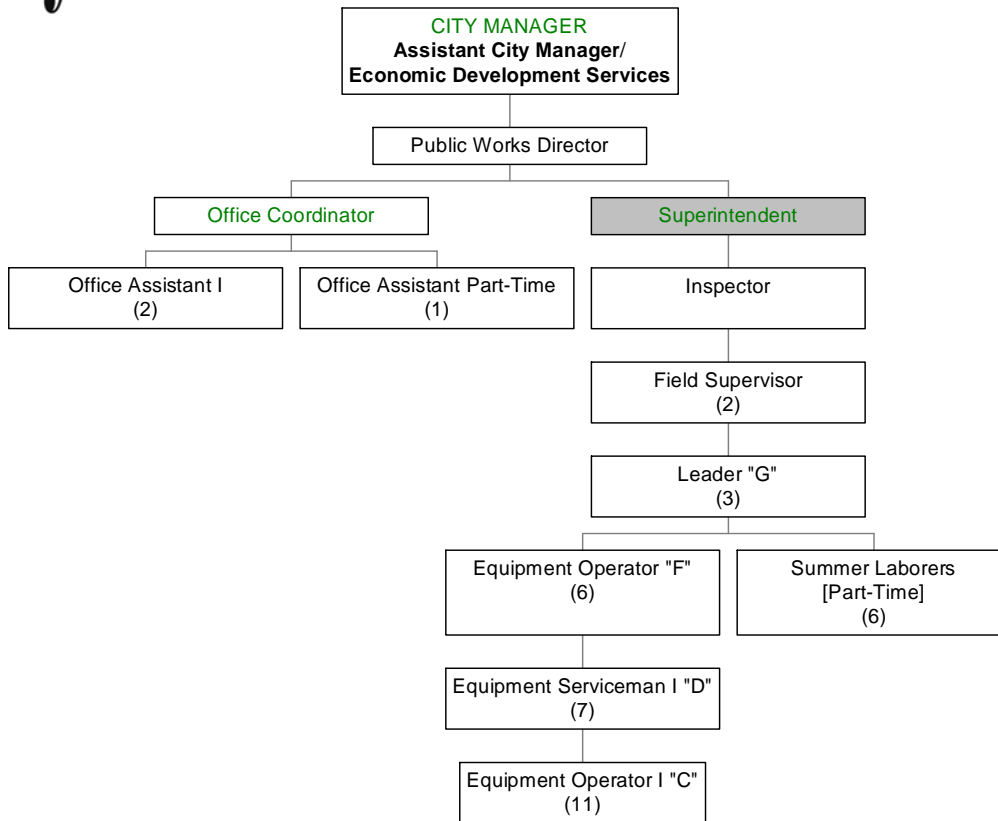 CITY MANAGER
Assistant City Manager/
Economic Development Services
Public Works Director
Office Coordinator
Superintendent
Office Assistant I
(2)
Office Assistant Part-Time
(1)
Inspector
Field Supervisor
(2)
Leader "G"
(3)
Equipment Operator "F"
(6)
Summer Laborers
[Part-Time]
(6)
Equipment Serviceman I "D"
(7)
Equipment Operator I "C"
(11)